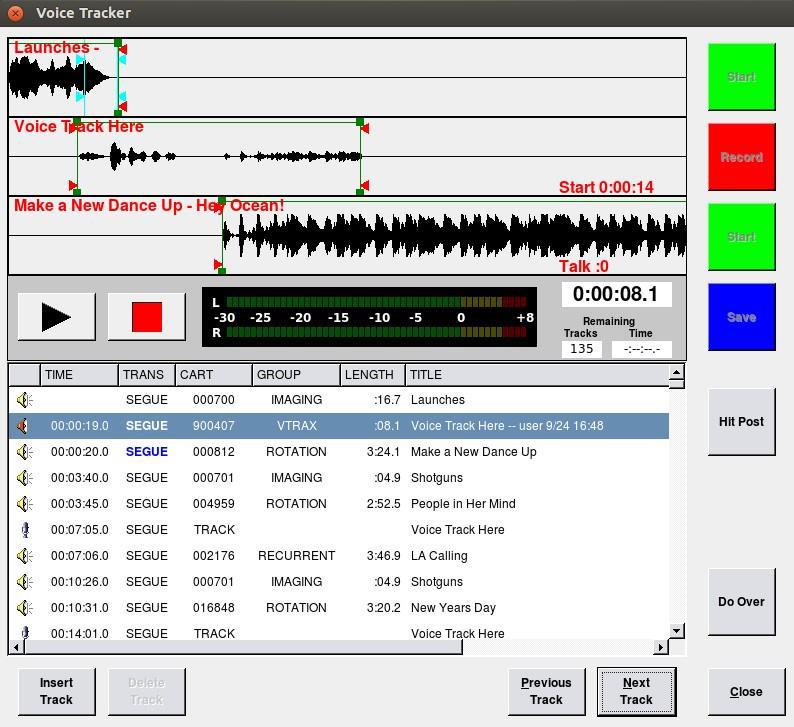 Voice Tracker
Launches -
Start
Voice Track Here
Record
Start 0:00:14
Make a New Dance Up - Hey Ocean!
Start
Talk :0
L
-30 -25 -20 -15 -10 -5 0 +8
R
0:00:08.1
Remaining
Tracks Time
135 -:--:--.-
Save
TIME TRANS CART GROUP LENGTH TITLE
SEGUE 000700 IMAGING :16.7 Launches
00:00:19.0 SEGUE 900407 VTRAX :08.1 Voice Track Here -- user 9/24 16:48
00:00:20.0 SEGUE 000812 ROTATION 3:24.1 Make a New Dance Up
00:03:40.0 SEGUE 000701 IMAGING :04.9 Shotguns
00:03:45.0 SEGUE 004959 ROTATION 2:52.5 People in Her Mind
00:07:05.0 SEGUE TRACK Voice Track Here
00:07:06.0 SEGUE 002176 RECURRENT 3:46.9 LA Calling
00:10:26.0 SEGUE 000701 IMAGING :04.9 Shotguns
00:10:31.0 SEGUE 016848 ROTATION 3:20.2 New Years Day
00:14:01.0 SEGUE TRACK Voice Track Here
Hit Post
Do Over
Insert
Track
Delete
Track
Previous
Track
Next
Track
Close